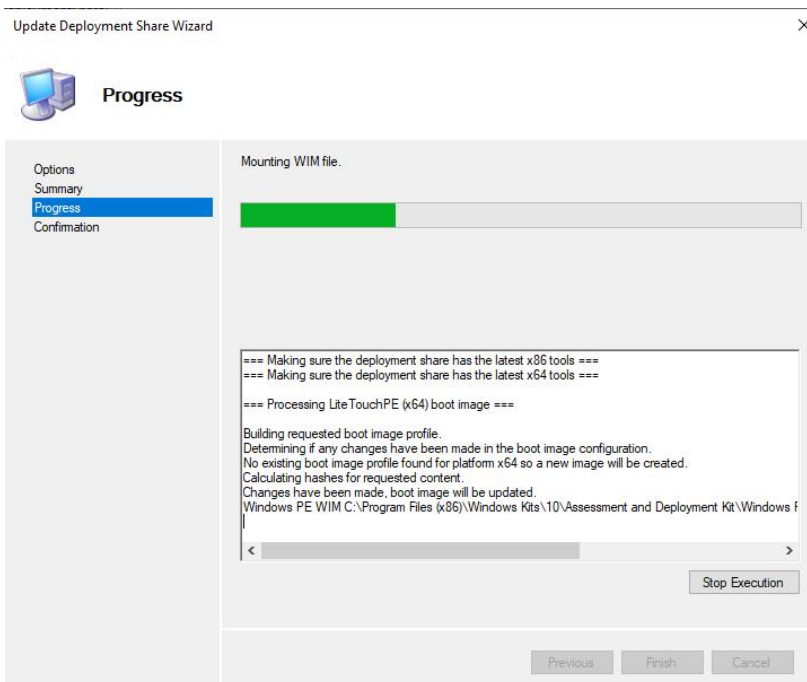 Update Deployment Share Wizard
Progress
Options
Summary
Progress
Confirmation
Mounting WIM file.
=== Making sure the deployment share has the latest x86 tools ===
=== Making sure the deployment share has the latest x64 tools ===
=== Processing LiteTouchPE (x64) boot image ===
Building requested boot image profile.
Determining if any changes have been made in the boot image configuration.
No existing boot image profile found for platform x64 so a new image will be created.
Calculating hashes for requested content.
Changes have been made, boot image will be updated.
Windows PE WIM C:\Program Files (x86)\Windows Kits\10\Assessment and Deployment Kit\Windows
Stop Execution
Previous
Finish
Cancel